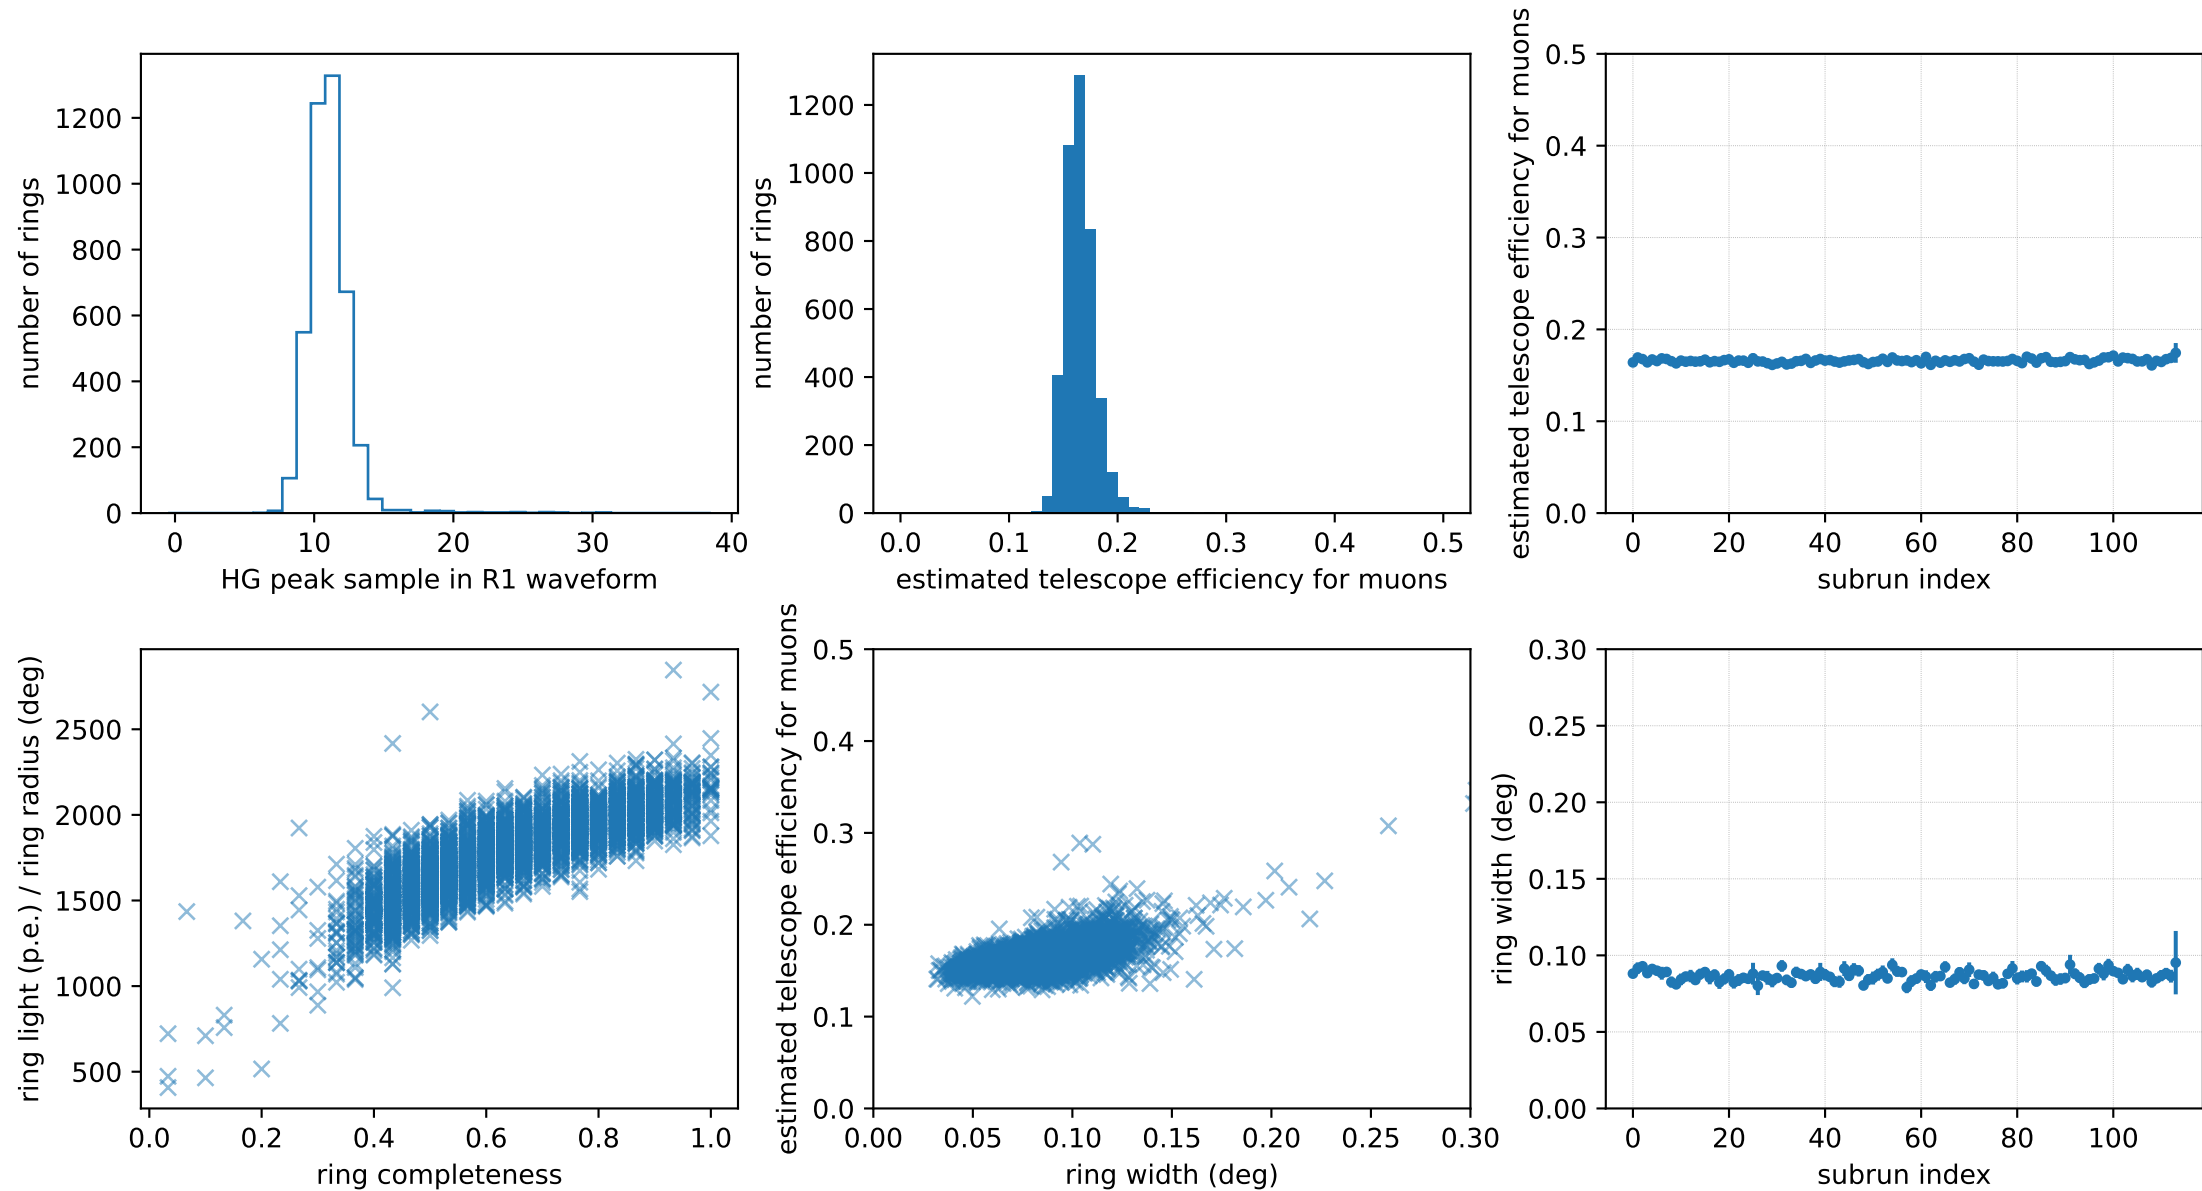 1200
1000
800
600
400
200
0
number of rings
0 10 20 30 40
HG peak sample in R1 waveform
1200
1000
800
600
400
200
0
number of rings
0.0 0.1 0.2 0.3 0.4 0.5
estimated telescope efficiency for muons
0.5
0.4
0.3
0.2
0.1
0.0
estimated telescope efficiency for muons
0 20 40 60 80 100
subrun index
2500
2000
1500
1000
500
ring light (p.e.) / ring radius (deg)
0.0 0.2 0.4 0.6 0.8 1.0
ring completeness
0.5
0.4
0.3
0.2
0.1
0.0
estimated telescope efficiency for muons
0.00 0.05 0.10 0.15 0.20 0.25 0.30
ring width (deg)
0.30
0.25
0.20
0.15
0.10
0.05
0.00
ring width (deg)
0 20 40 60 80 100
subrun index